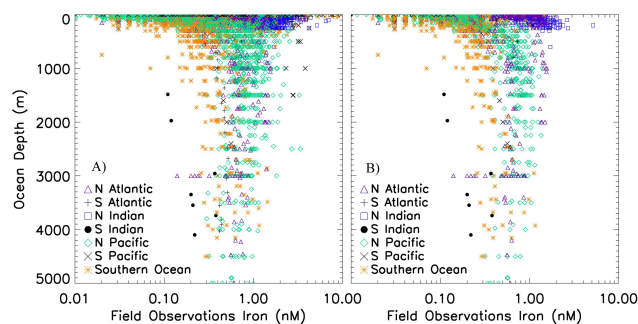 0
1000
2000
3000
4000
5000
Ocean Depth (m)
A)
△ N Atlantic
+ S Atlantic
□ N Indian
● S Indian
◇ N Pacific
× S Pacific
✳ Southern Ocean
0.01 0.10 1.00 10.00
Field Observations Iron (nM)
B)
△ N Atlantic
+ S Atlantic
□ N Indian
● S Indian
◇ N Pacific
× S Pacific
✳ Southern Ocean
0.10 1.00 10.00
Field Observations Iron (nM)